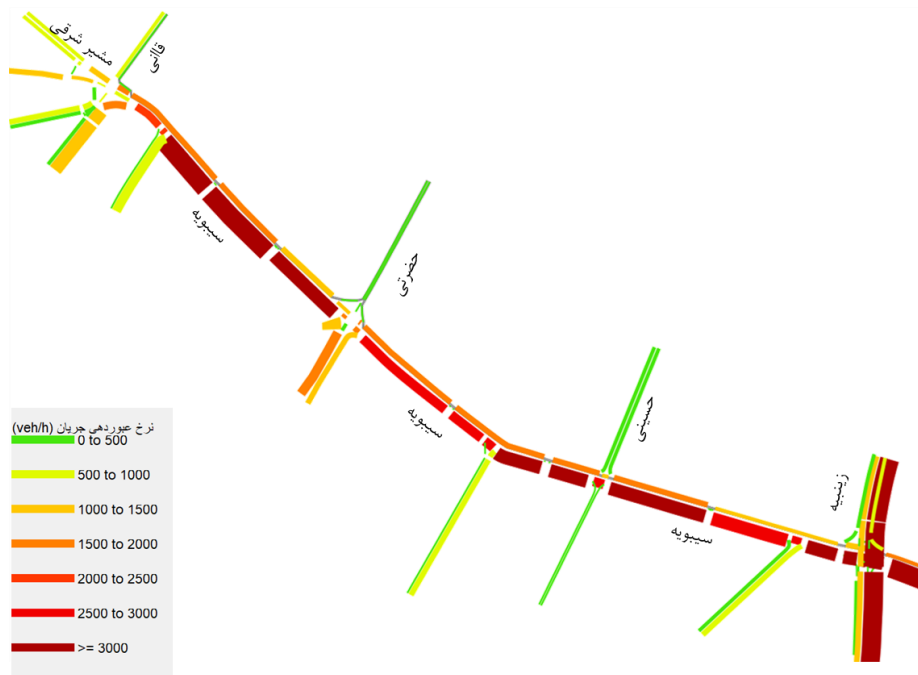 مشیر شرقی
قاانی
سیبویه
حضرتی
سیبویه
حسینی
سیبویه
زینبیه
نرخ عبوردهی جریان (veh/h)
0 to 500
500 to 1000
1000 to 1500
1500 to 2000
2000 to 2500
2500 to 3000
>= 3000